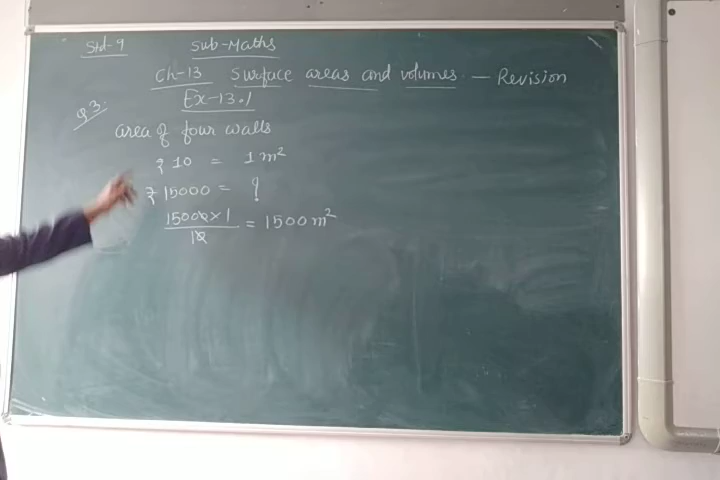 Std-9 Sub-Maths
Ch-13 Surface areas and volumes - Revision
Ex-13.1
Q3.
area of four walls
₹ 10 = 1 m²
₹ 15000 = ?
15000 × 1
10
= 1500 m²